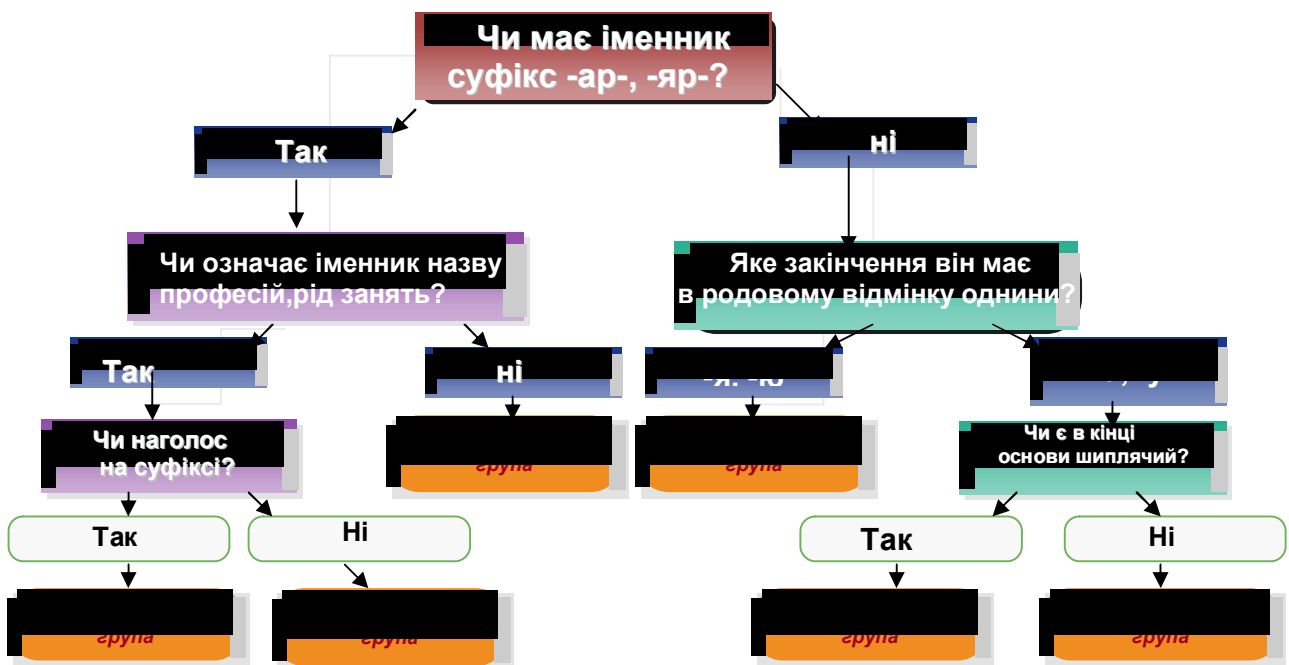 Чи має іменник
суфікс -ар-, -яр-?
Так
ні
Чи означає іменник назву
професій,рід занять?
Яке закінчення він має
в родовому відмінку однини?
Так
ні
-я. -ю
Чи наголос
на суфіксі?
група
група
Чи є в кінці
основи шиплячий?
Так
Ні
Так
Ні
група
група
група
група